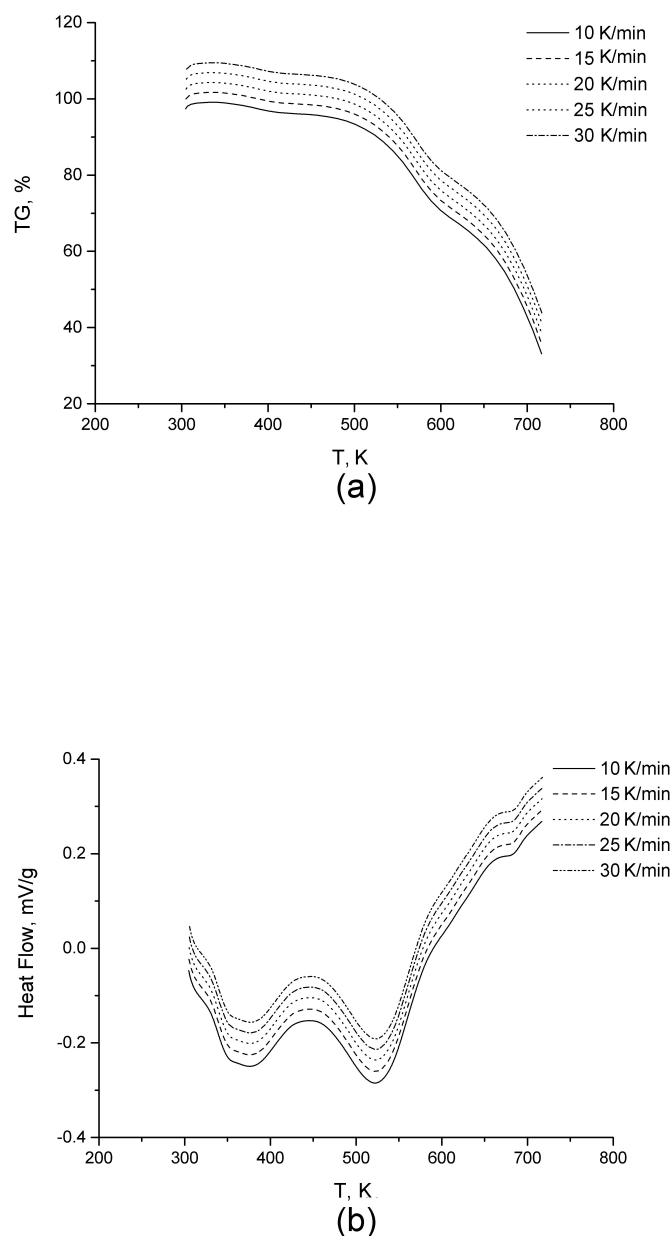 120
100
80
60
40
20
TG, %
200 300 400 500 600 700 800
T, K
(a)
10 K/min
15 K/min
20 K/min
25 K/min
30 K/min
0.4
0.2
0.0
-0.2
-0.4
Heat Flow, mV/g
200 300 400 500 600 700 800
T, K
(b)
10 K/min
15 K/min
20 K/min
25 K/min
30 K/min